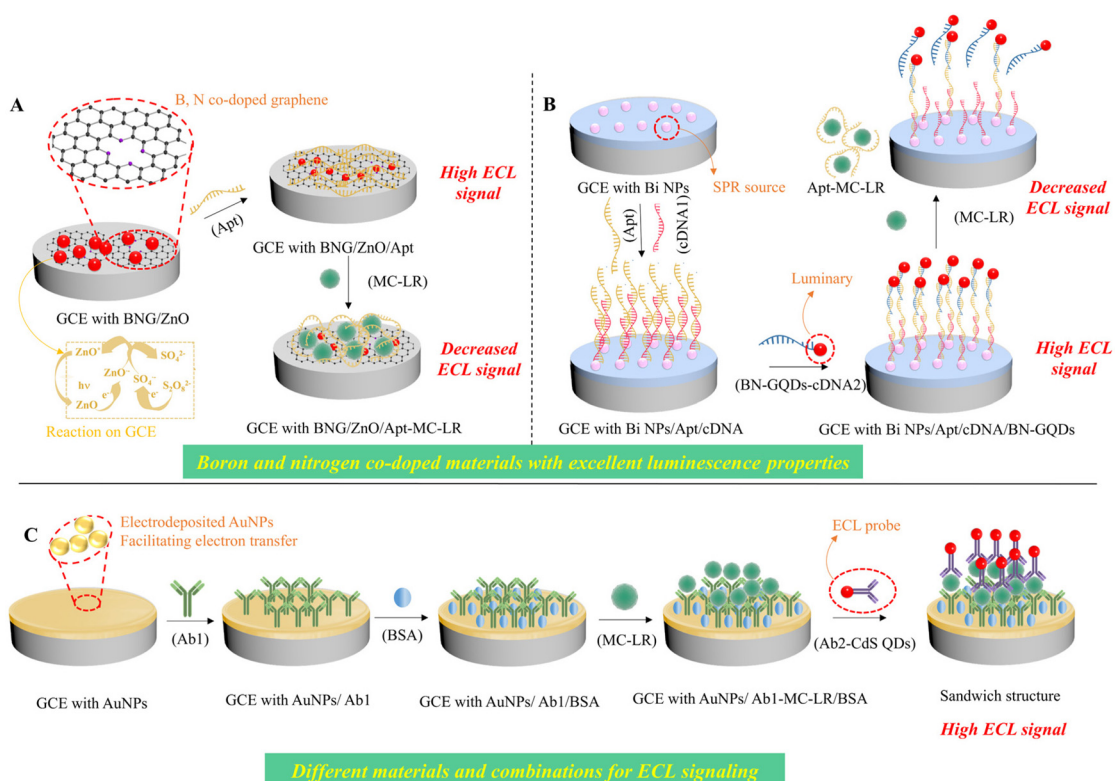 A
B, N co-doped graphene
(Apt)
High ECL
signal
GCE with BNG/ZnO/Apt
(MC-LR)
GCE with BNG/ZnO
Decreased
ECL signal
ZnO*
SO₄²⁻
ZnO⁻
hν
SO₄⁻
S₂O₈²⁻
ZnO
e⁻
e⁻
Reaction on GCE
GCE with BNG/ZnO/Apt-MC-LR
B
GCE with Bi NPs
SPR source
(Apt)
(cDNA1)
Apt-MC-LR
Decreased
ECL signal
(MC-LR)
Luminary
(BN-GQDs-cDNA2)
High ECL
signal
GCE with Bi NPs/Apt/cDNA
GCE with Bi NPs/Apt/cDNA/BN-GQDs
Boron and nitrogen co-doped materials with excellent luminescence properties
C
Electrodeposited AuNPs
Facilitating electron transfer
ECL probe
(Ab1)
(BSA)
(MC-LR)
(Ab2-CdS QDs)
GCE with AuNPs
GCE with AuNPs/ Ab1
GCE with AuNPs/ Ab1/BSA
GCE with AuNPs/ Ab1-MC-LR/BSA
Sandwich structure
High ECL signal
Different materials and combinations for ECL signaling